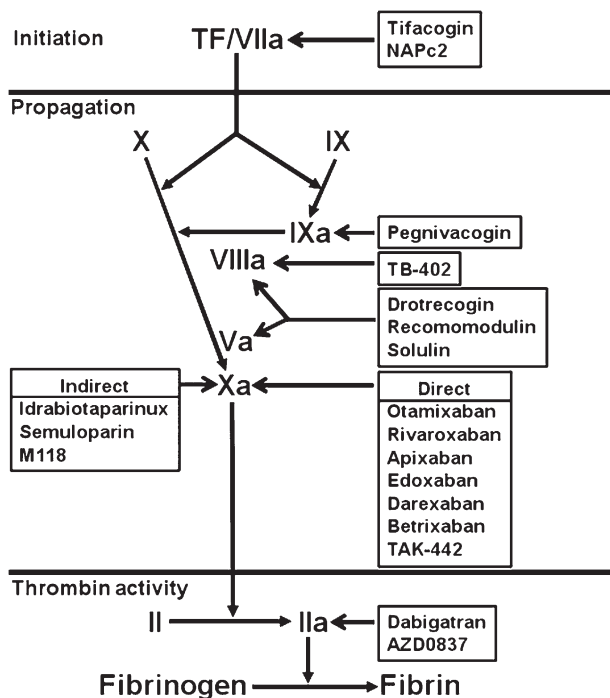 Initiation
TF/VIIa
Tifacogin
NAPc2
Propagation
X
IX
IXa
Pegnivacogin
VIIIa
TB-402
Drotrecogin
Recomomodulin
Solulin
Va
Indirect
Idrabiotaparinux
Semuloparin
M118
Xa
Direct
Otamixaban
Rivaroxaban
Apixaban
Edoxaban
Darexaban
Betrixaban
TAK-442
Thrombin activity
II
IIa
Dabigatran
AZD0837
Fibrinogen
Fibrin